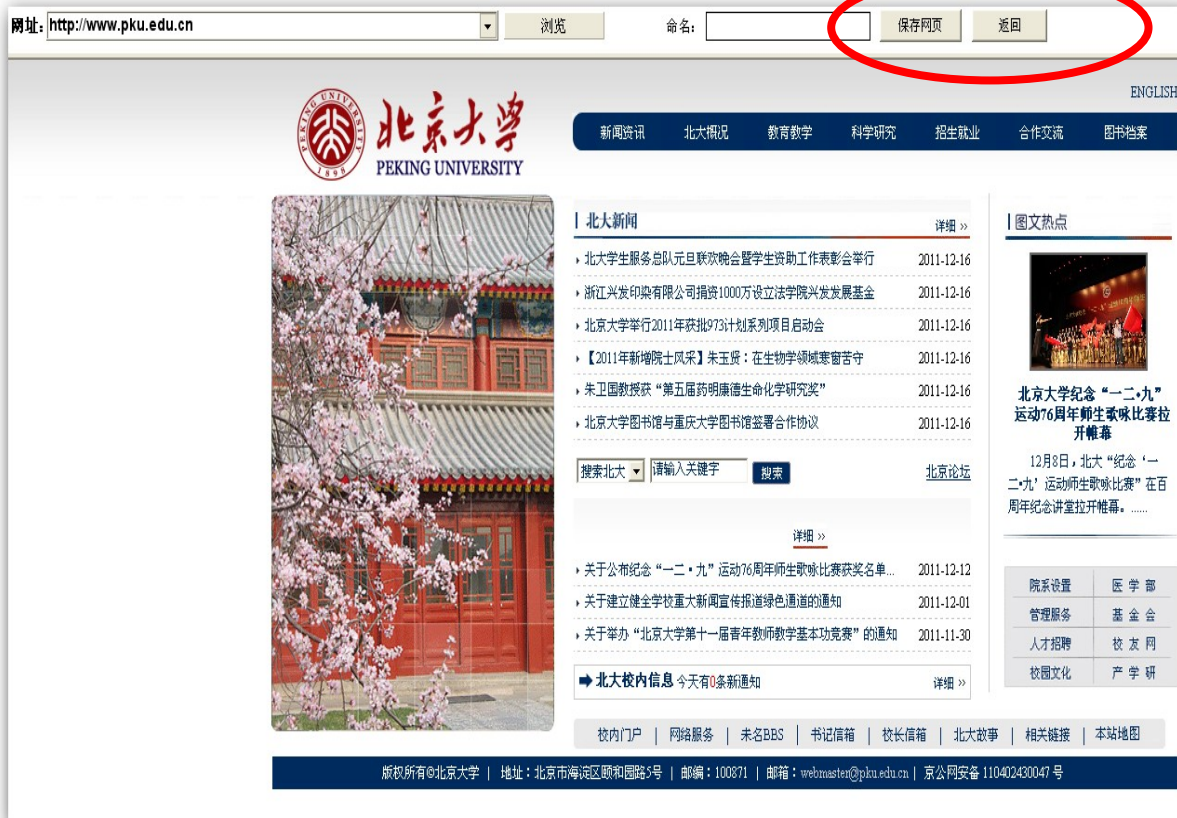 网址: http://www.pku.edu.cn 浏览 命名: 保存网页 返回
ENGLISH
北京大学
PEKING UNIVERSITY
PEKING UNIVERSITY
1898
新闻资讯 北大概况 教育教学 科学研究 招生就业 合作交流 图书档案
北大新闻 详细 »
北大学生服务总队元旦联欢晚会暨学生资助工作表彰会举行 2011-12-16
浙江兴发印染有限公司捐资1000万设立法学院兴发发展基金 2011-12-16
北京大学举行2011年获批973计划系列项目启动会 2011-12-16
【2011年新增院士风采】朱玉贤:在生物学领域寒窗苦守 2011-12-16
朱卫国教授获“第五届药明康德生命化学研究奖” 2011-12-16
北京大学图书馆与重庆大学图书馆签署合作协议 2011-12-16
搜索北大 请输入关键字 搜索 北京论坛
详细 »
关于公布纪念“一二·九”运动76周年师生歌咏比赛获奖名单... 2011-12-12
关于建立健全学校重大新闻宣传报道绿色通道的通知 2011-12-01
关于举办“北京大学第十一届青年教师教学基本功竞赛”的通知 2011-11-30
北大校内信息 今天有0条新通知 详细 »
图文热点
北京大学纪念“一二·九”
运动76周年师生歌咏比赛拉
开帷幕
12月8日,北大“纪念‘一
二·九’运动师生歌咏比赛”在百
周年纪念讲堂拉开帷幕。......
院系设置 医学部
管理服务 基金会
人才招聘 校友网
校园文化 产学研
校内门户 | 网络服务 | 未名BBS | 书记信箱 | 校长信箱 | 北大故事 | 相关链接 | 本站地图
版权所有©北京大学 | 地址:北京市海淀区颐和园路5号 | 邮编:100871 | 邮箱:webmaster@pku.edu.cn | 京公网安备 110402430047 号